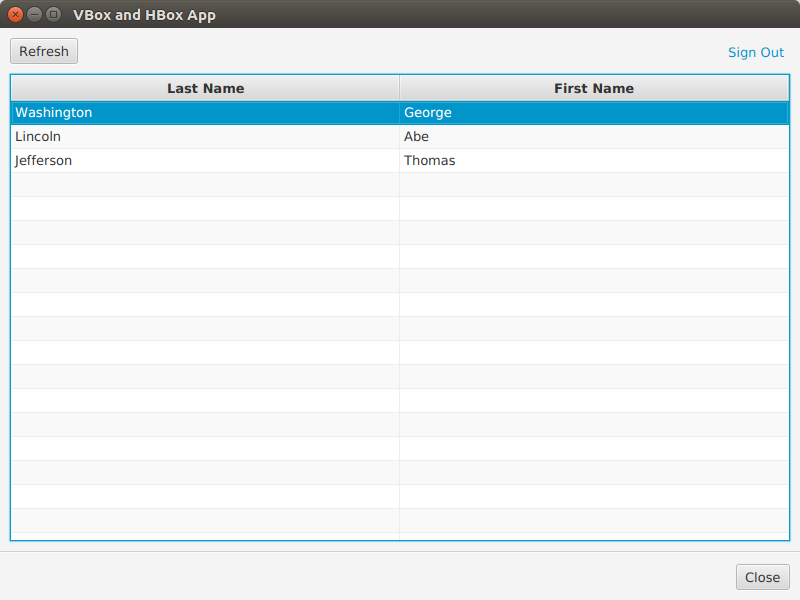 VBox and HBox App
Refresh Sign Out
Last Name First Name
Washington George
Lincoln Abe
Jefferson Thomas
Close